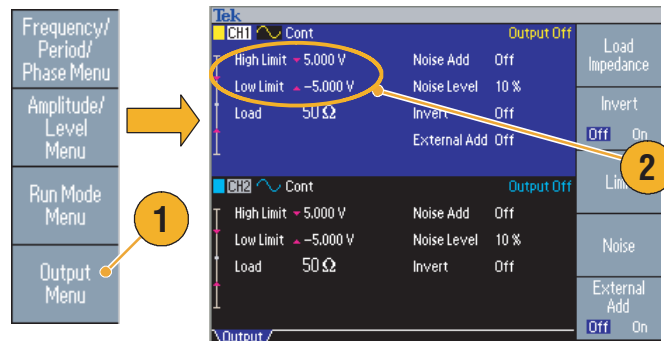 Frequency/
Period/
Phase Menu
Amplitude/
Level
Menu
Run Mode
Menu
Output
Menu
1
Tek
CH1 Cont Output Off
High Limit 5.000 V Noise Add Off
Low Limit -5.000 V Noise Level 10 %
Load 50 Ω Invert Off
External Add Off
CH2 Cont Output Off
High Limit 5.000 V Noise Add Off
Low Limit -5.000 V Noise Level 10 %
Load 50 Ω Invert Off
Output
Load
Impedance
Invert
Off On
2
Noise
External
Add
Off On